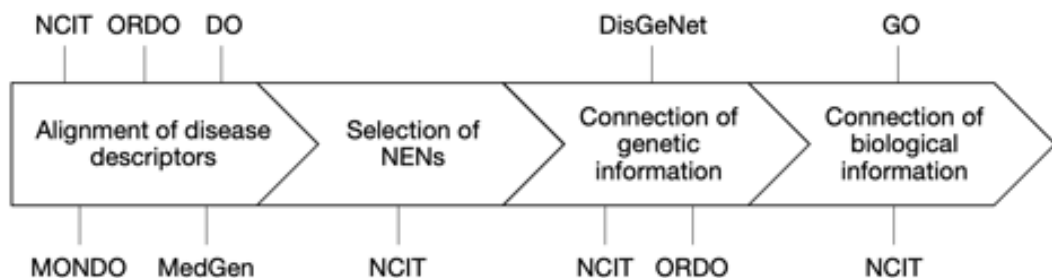 NCIT ORDO DO DisGeNet GO
Alignment of disease
descriptors
Selection of
NENs
Connection of
genetic
information
Connection of
biological
information
MONDO MedGen NCIT NCIT ORDO NCIT